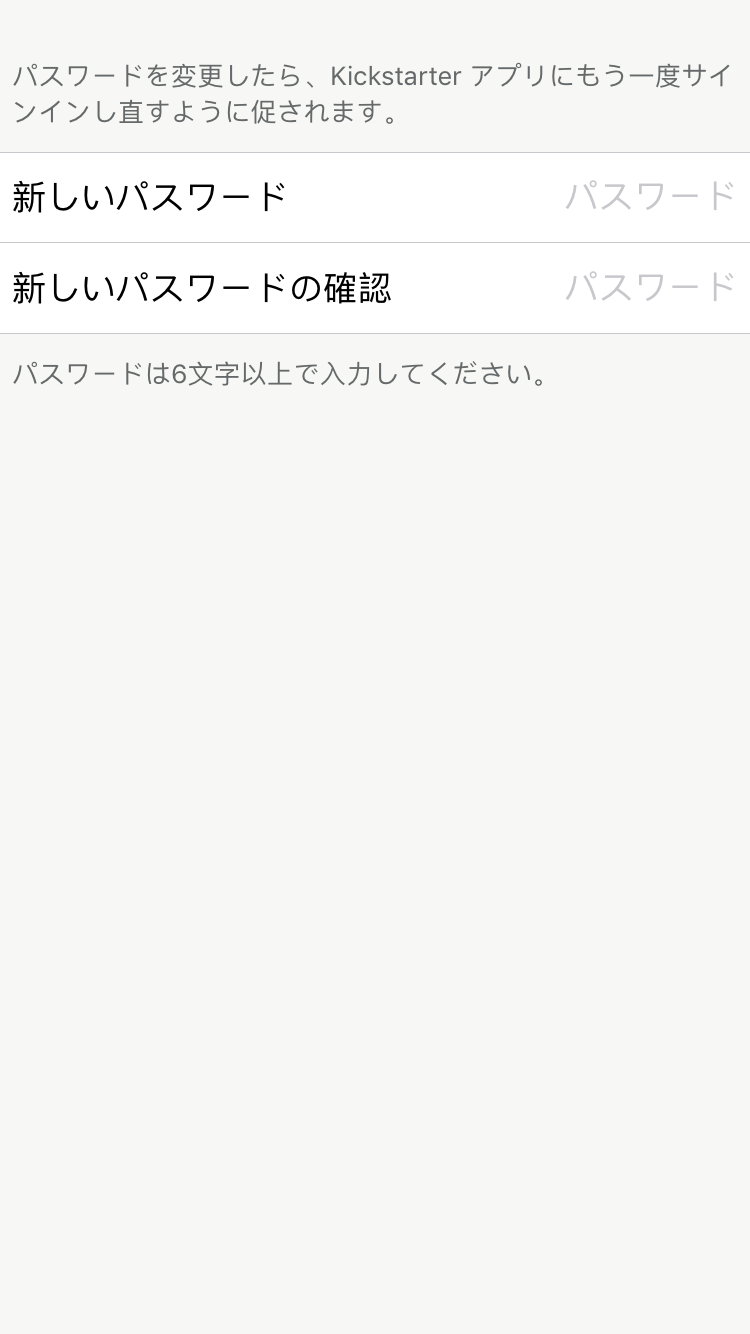 パスワードを変更したら、Kickstarter アプリにもう一度サイ
ンインし直すように促されます。
新しいパスワード パスワード
新しいパスワードの確認 パスワード
パスワードは6文字以上で入力してください。